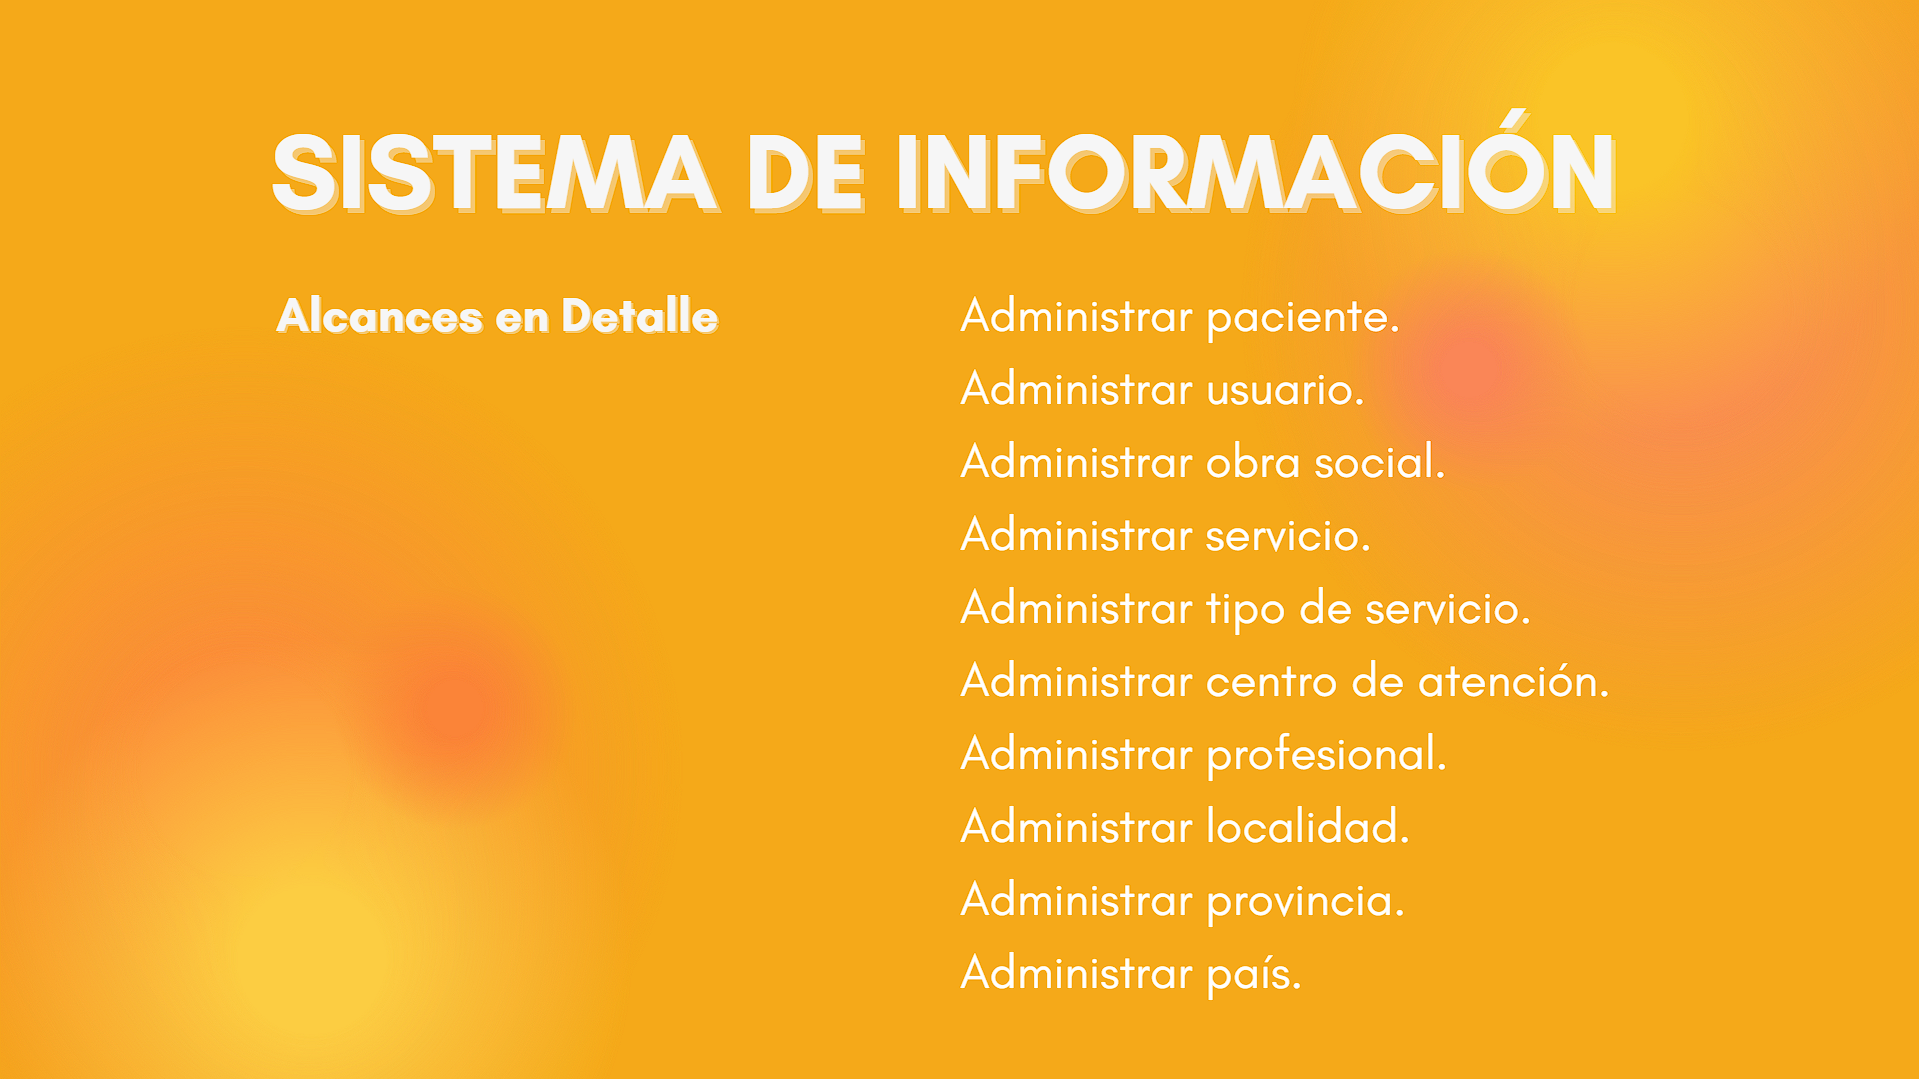 SISTEMA DE INFORMACIÓN
Alcances en Detalle
Administrar paciente.
Administrar usuario.
Administrar obra social.
Administrar servicio.
Administrar tipo de servicio.
Administrar centro de atención.
Administrar profesional.
Administrar localidad.
Administrar provincia.
Administrar país.